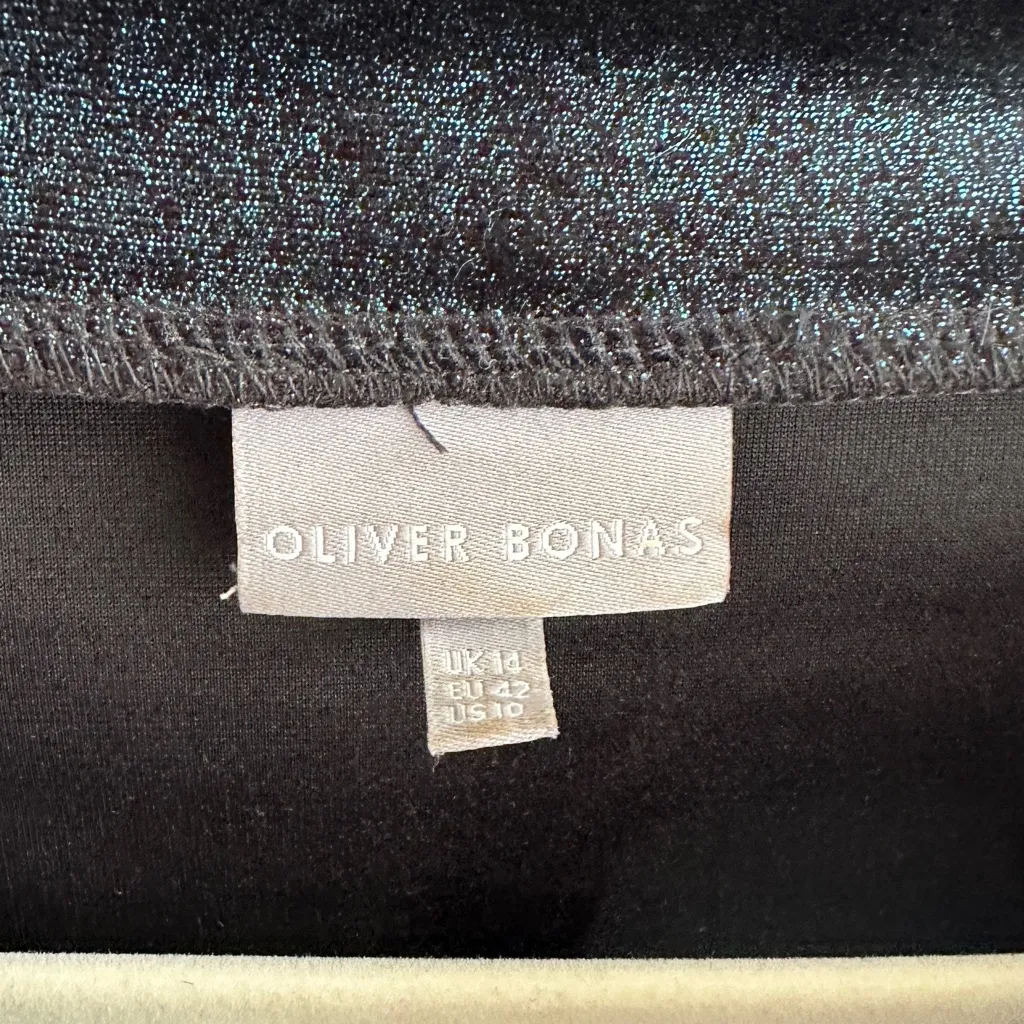 OLIVER BONAS
UK 14
EU 42
US 10